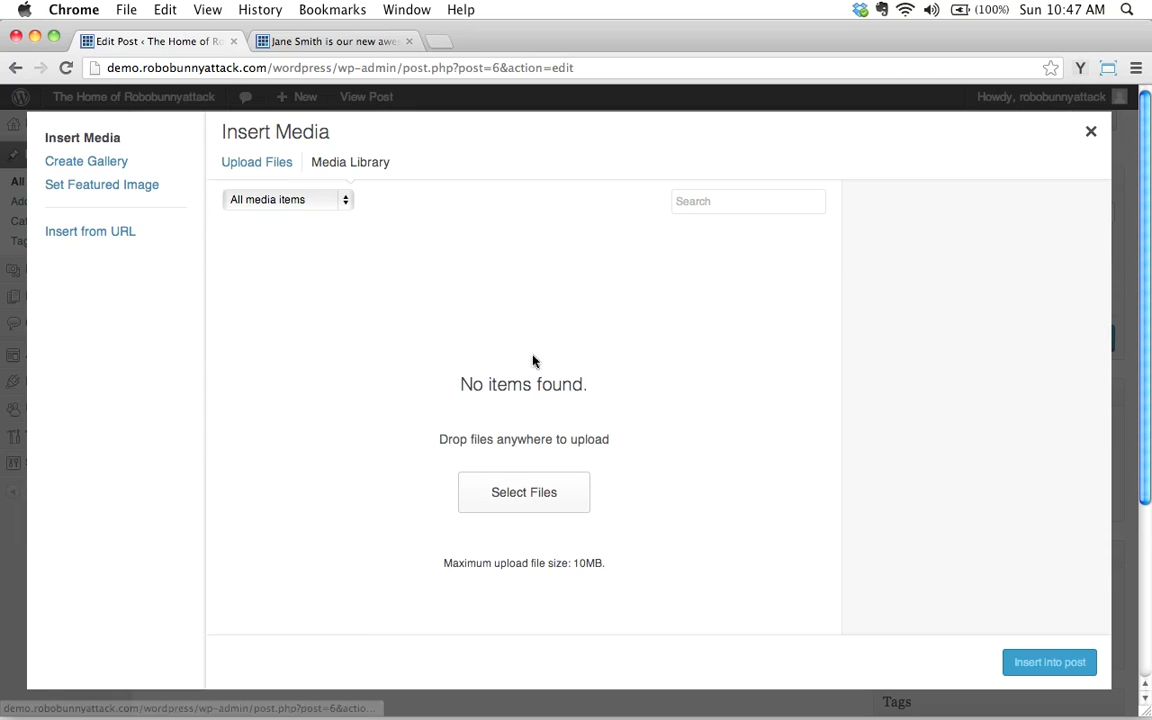 Chrome File Edit View History Bookmarks Window Help (100%) Sun 10:47 AM
Edit Post ‹ The Home of Ro
Jane Smith is our new awe
demo.robobunnyattack.com/wordpress/wp-admin/post.php?post=6&action=edit
The Home of Robobunnyattack + New View Post Howdy, robobunnyattack
Insert Media
Create Gallery
Set Featured Image
Insert from URL
All
Insert Media
Upload Files Media Library
All media items Search
No items found.
Drop files anywhere to upload
Select Files
Maximum upload file size: 10MB.
Insert into post
Tags
demo.robobunnyattack.com/wordpress/wp-admin/post.php?post=6&actio...